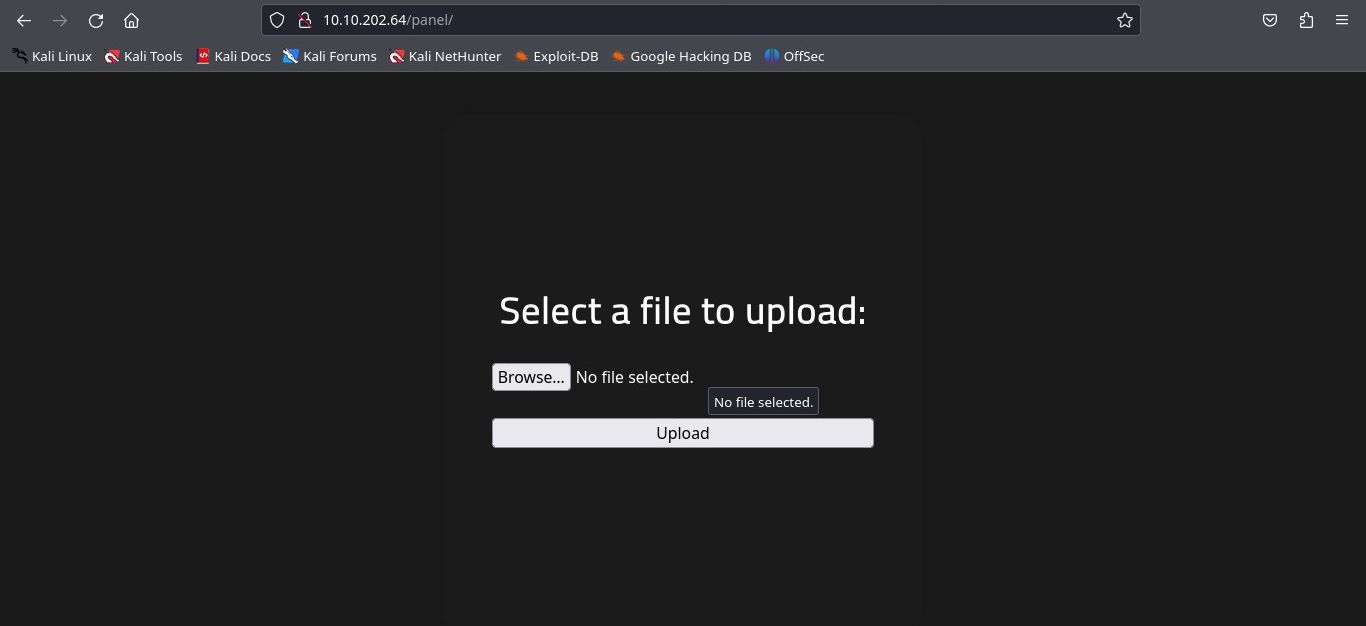 10.10.202.64/panel/
Kali Linux Kali Tools Kali Docs Kali Forums Kali NetHunter Exploit-DB Google Hacking DB OffSec
Select a file to upload:
Browse... No file selected.
No file selected.
Upload